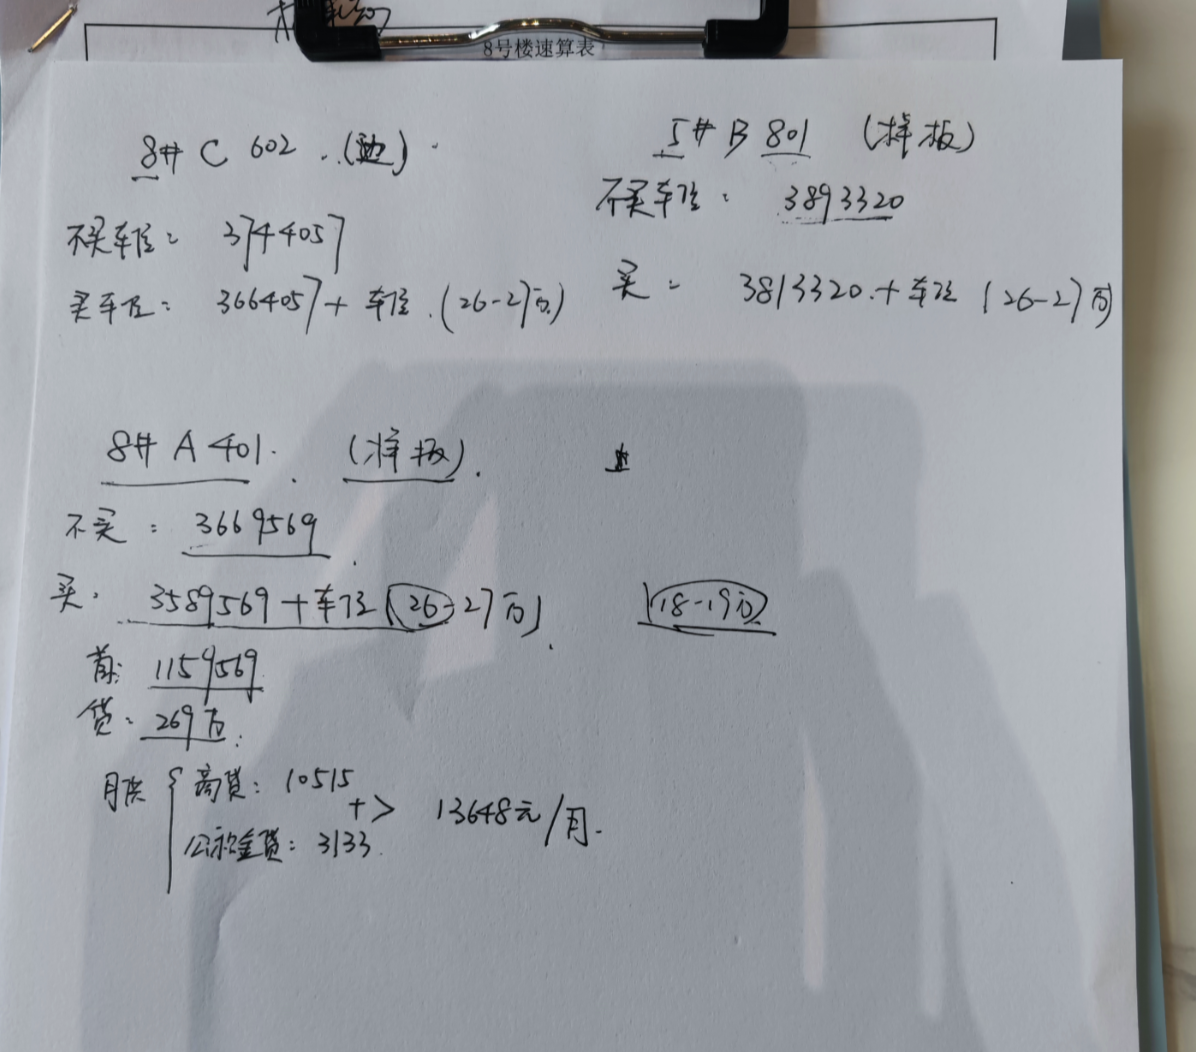 8号楼速算表
8# C 602 (边)
不买车位: 3744057
买车位: 3664057+车位 (26-27万)
5# B 801 (样板)
不买车位: 3893320
买: 3813320+车位 (26-27万)
8# A 401. (样板).
不买: 3669569
买: 3589569+车位(26-27万)
18-19万
首: 1159569
贷: 269万
月供
商贷: 10515
+> 13648元/月.
公积金贷: 3133